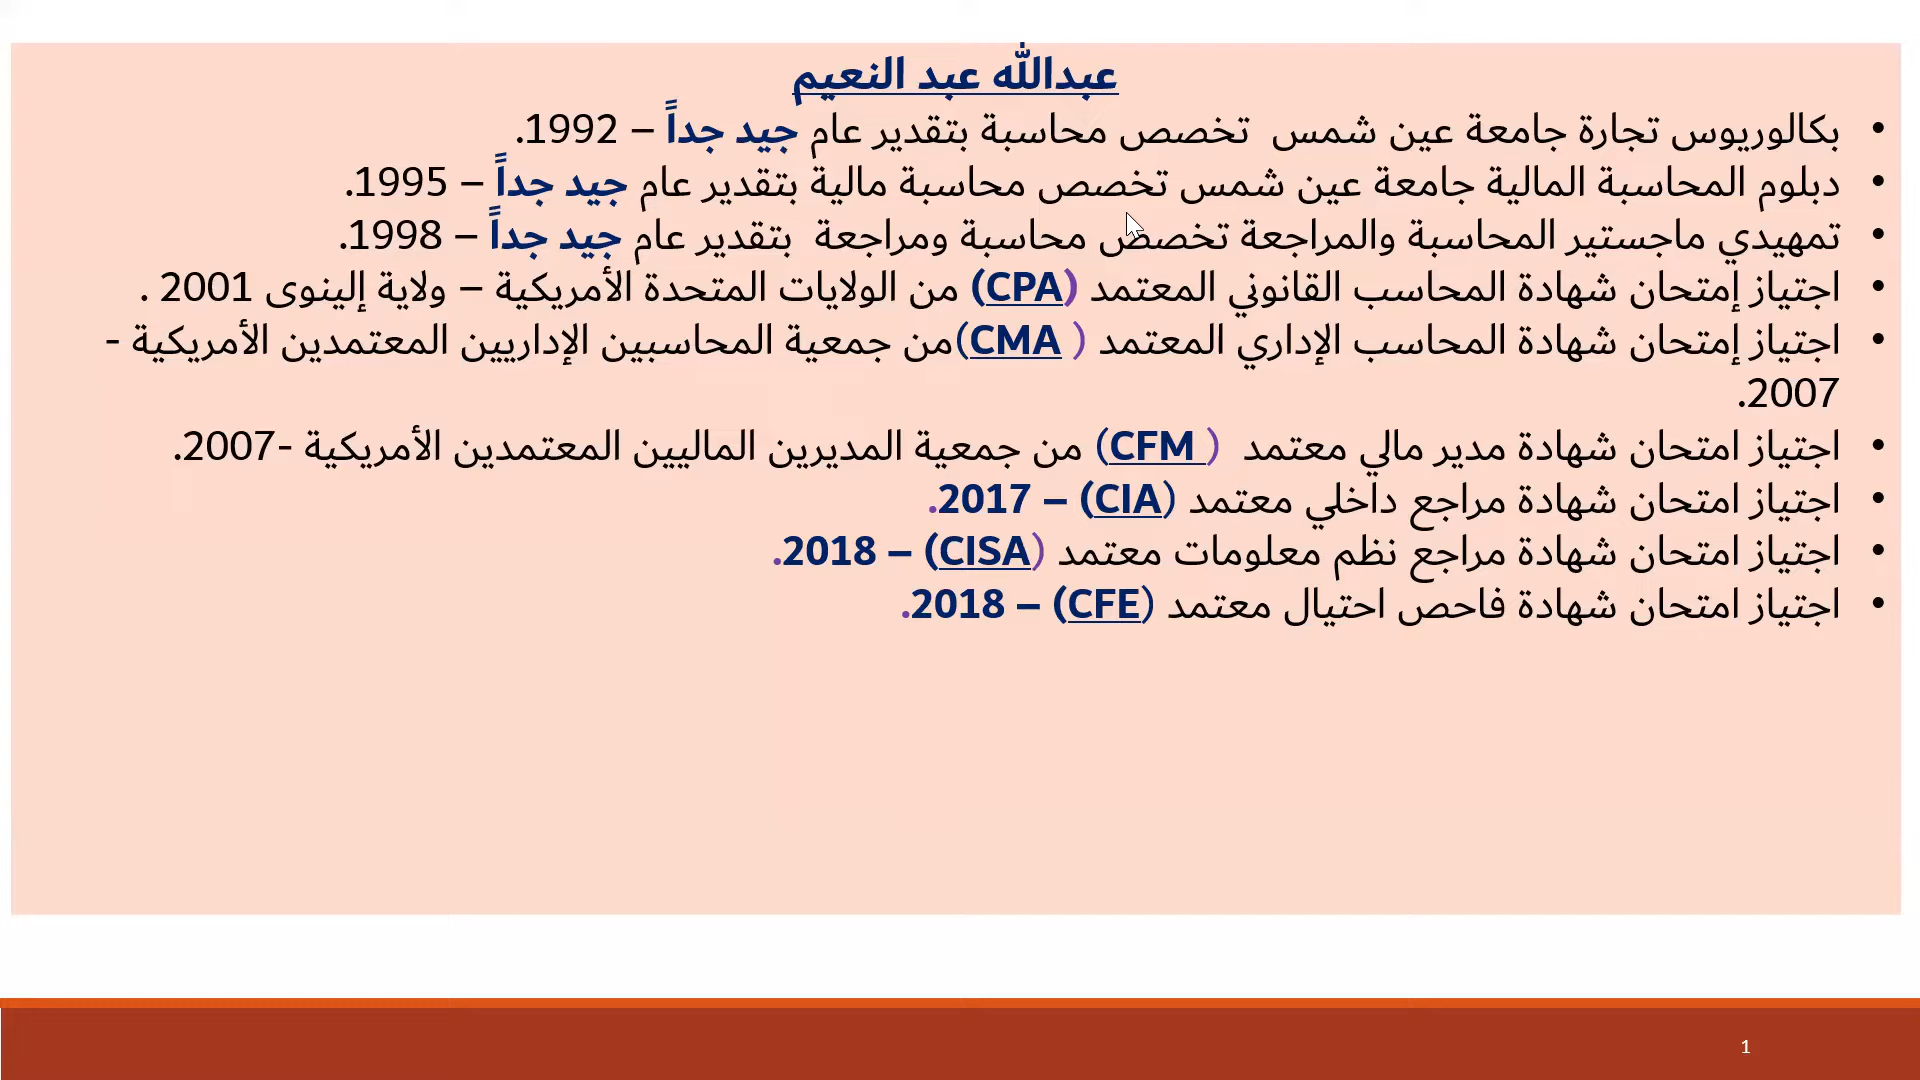 عبدالله عبد النعيم
• بكالوريوس تجارة جامعة عين شمس تخصص محاسبة بتقدير عام جيد جداً – 1992.
• دبلوم المحاسبة المالية جامعة عين شمس تخصص محاسبة مالية بتقدير عام جيد جداً – 1995.
• تمهيدي ماجستير المحاسبة والمراجعة تخصص محاسبة ومراجعة بتقدير عام جيد جداً – 1998.
• اجتياز إمتحان شهادة المحاسب القانوني المعتمد (CPA) من الولايات المتحدة الأمريكية – ولاية إلينوى 2001 .
• اجتياز إمتحان شهادة المحاسب الإداري المعتمد ( CMA)من جمعية المحاسبين الإداريين المعتمدين الأمريكية -
2007.
• اجتياز امتحان شهادة مدير مالي معتمد ( CFM) من جمعية المديرين الماليين المعتمدين الأمريكية -2007.
• اجتياز امتحان شهادة مراجع داخلي معتمد (CIA) – 2017.
• اجتياز امتحان شهادة مراجع نظم معلومات معتمد (CISA) – 2018.
• اجتياز امتحان شهادة فاحص احتيال معتمد (CFE) – 2018.
1